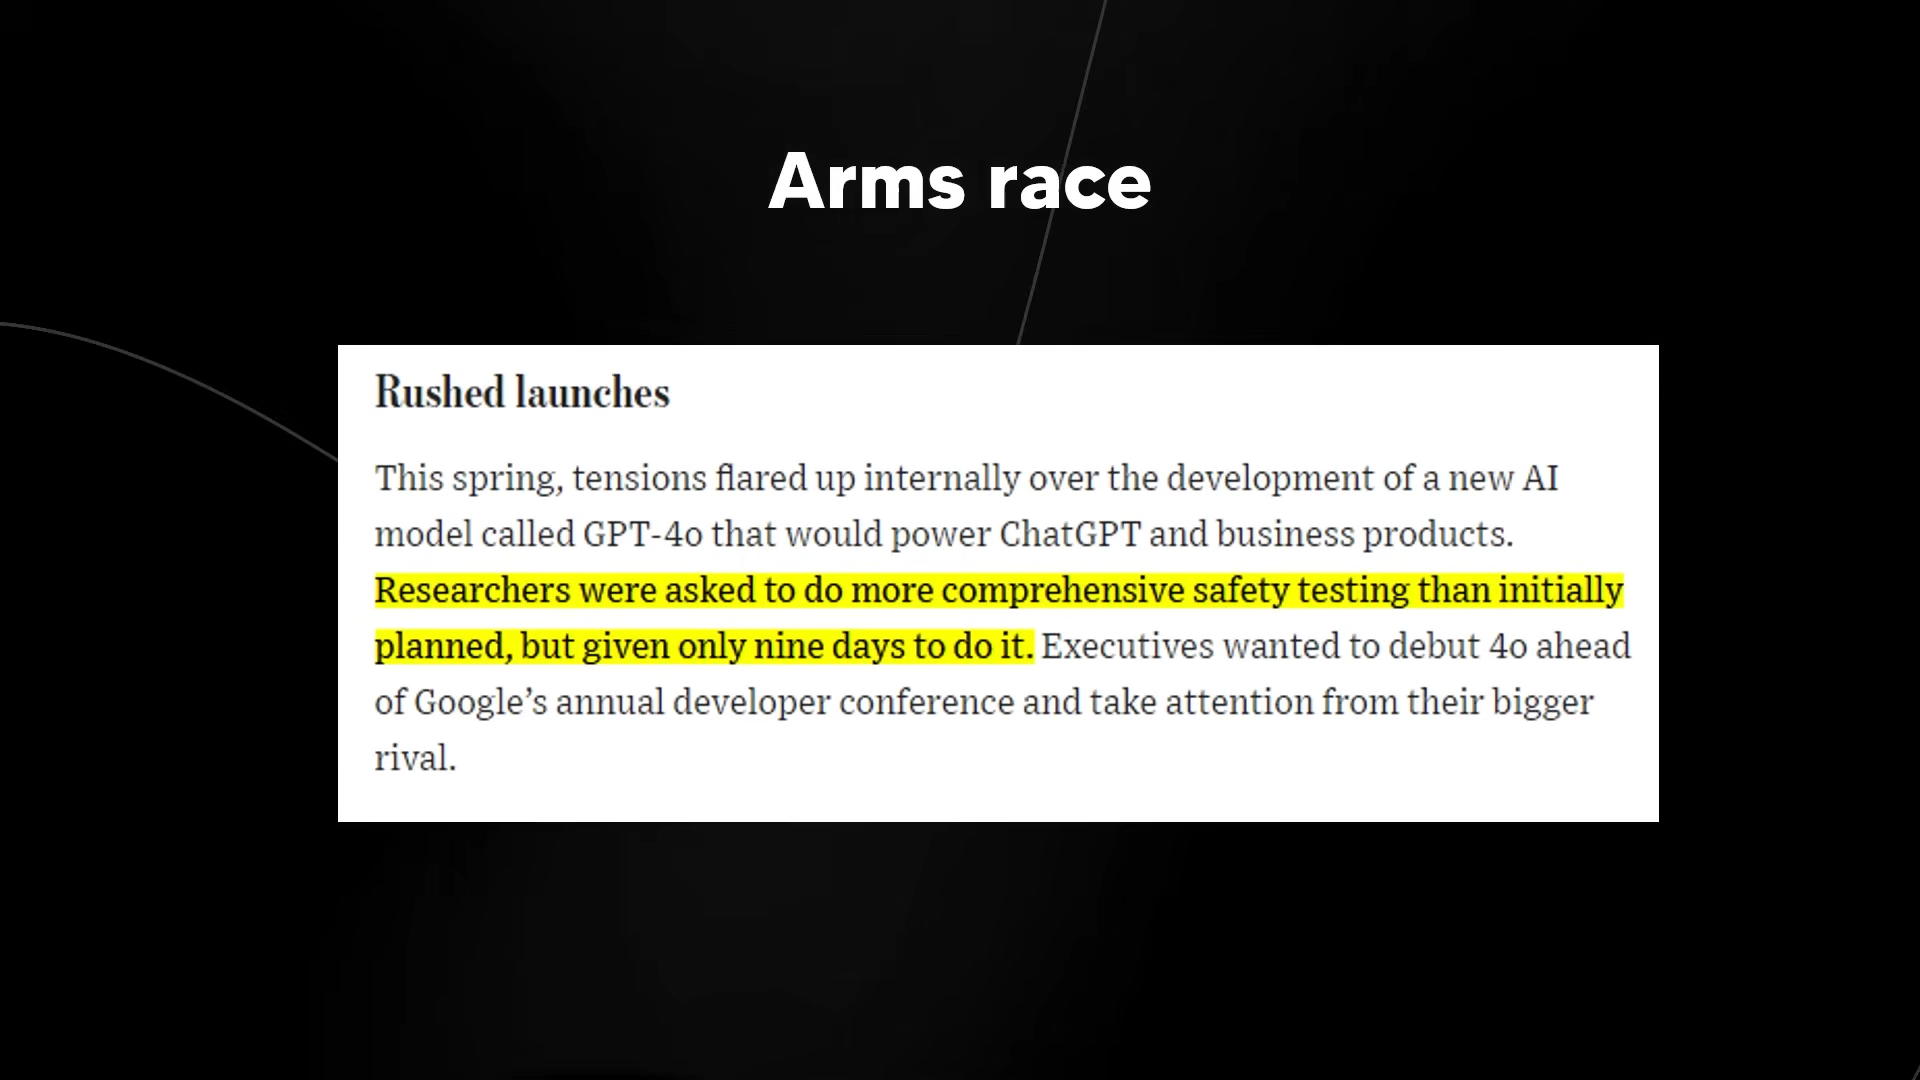 Arms race
Rushed launches
This spring, tensions flared up internally over the development of a new AI
model called GPT-4o that would power ChatGPT and business products.
Researchers were asked to do more comprehensive safety testing than initially
planned, but given only nine days to do it. Executives wanted to debut 4o ahead
of Google’s annual developer conference and take attention from their bigger
rival.